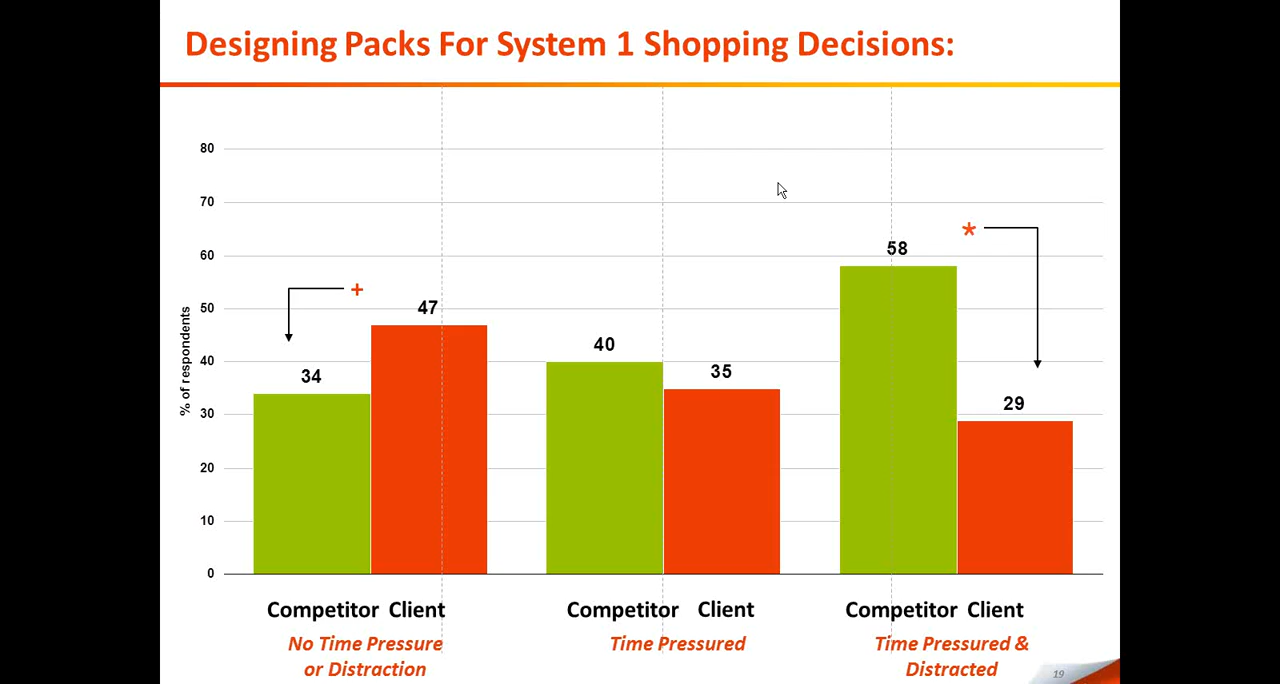 Designing Packs For System 1 Shopping Decisions:
80
70
60
50
40
30
20
10
0
% of respondents
+
*
34
47
40
35
58
29
Competitor Client
Competitor Client
Competitor Client
No Time Pressure
or Distraction
Time Pressured
Time Pressured &
Distracted
19